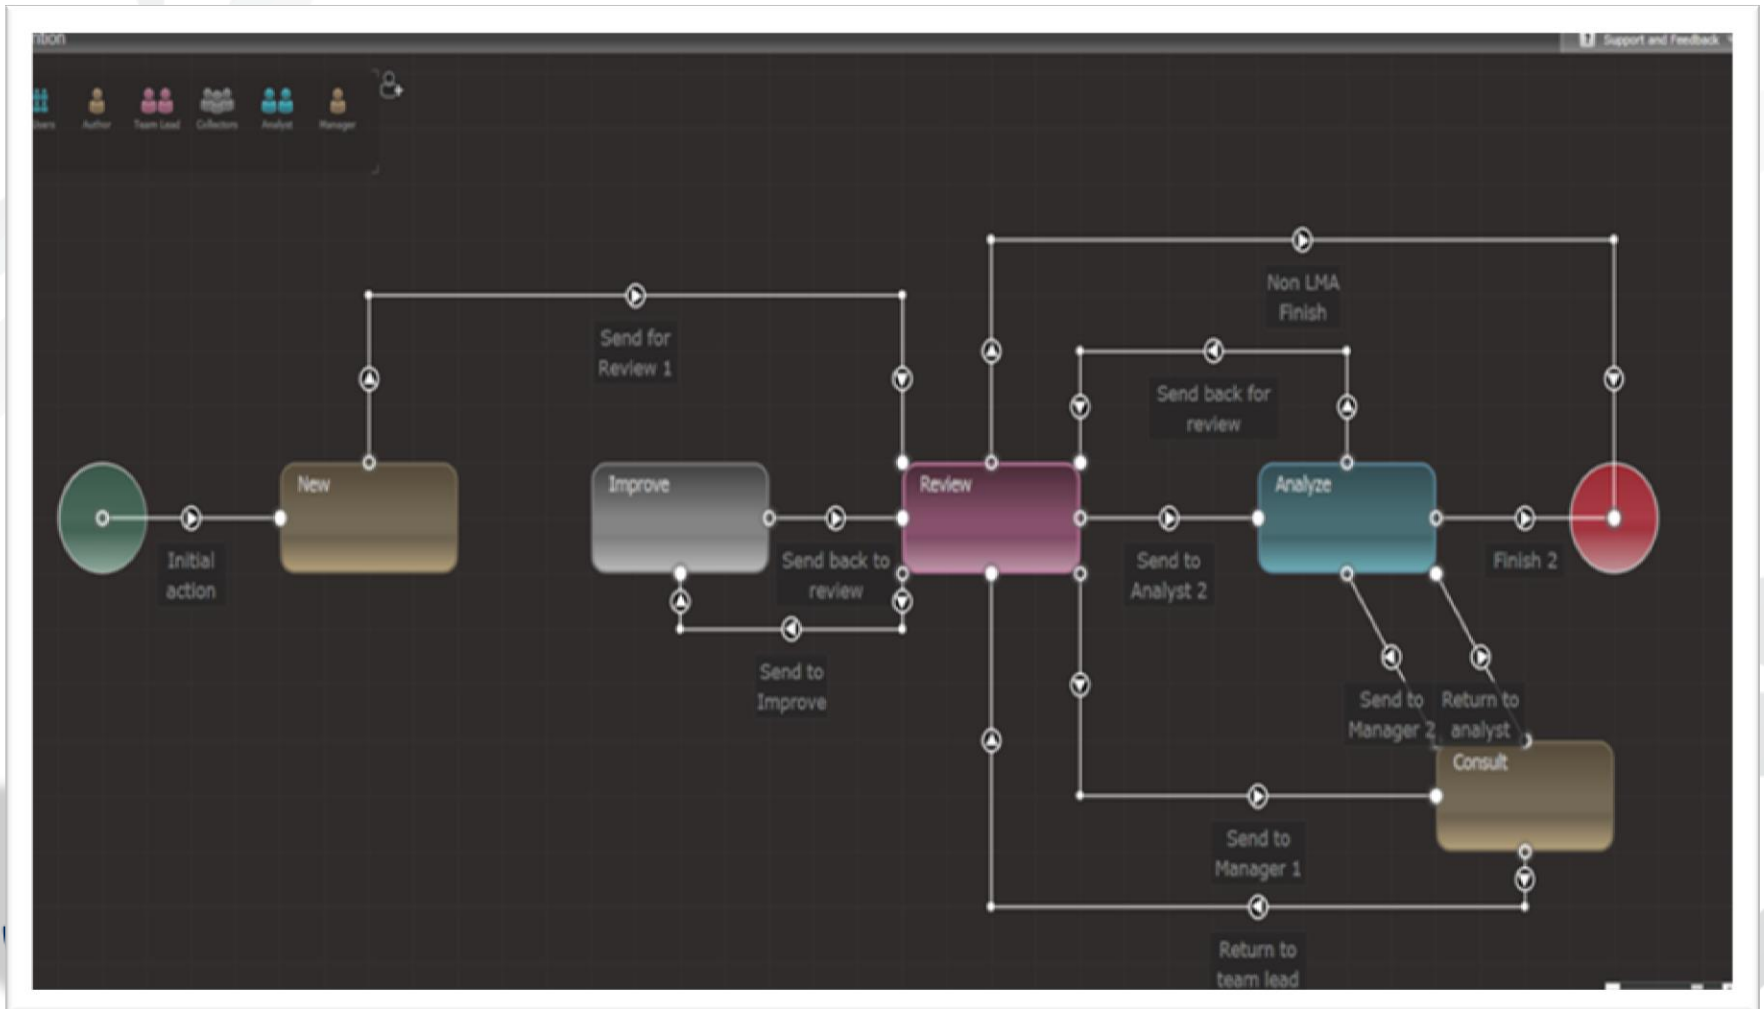 Support and Feedback
Author
Team Lead
Collectors
Analyst
Manager
Non LMA
Finish
Send for
Review 1
Send back for
review
New
Improve
Review
Analyze
Initial
action
Send back to
review
Send to
Analyst 2
Finish 2
Send to
Improve
Send to
Manager 2
Return to
analyst
Consult
Send to
Manager 1
Return to
team lead